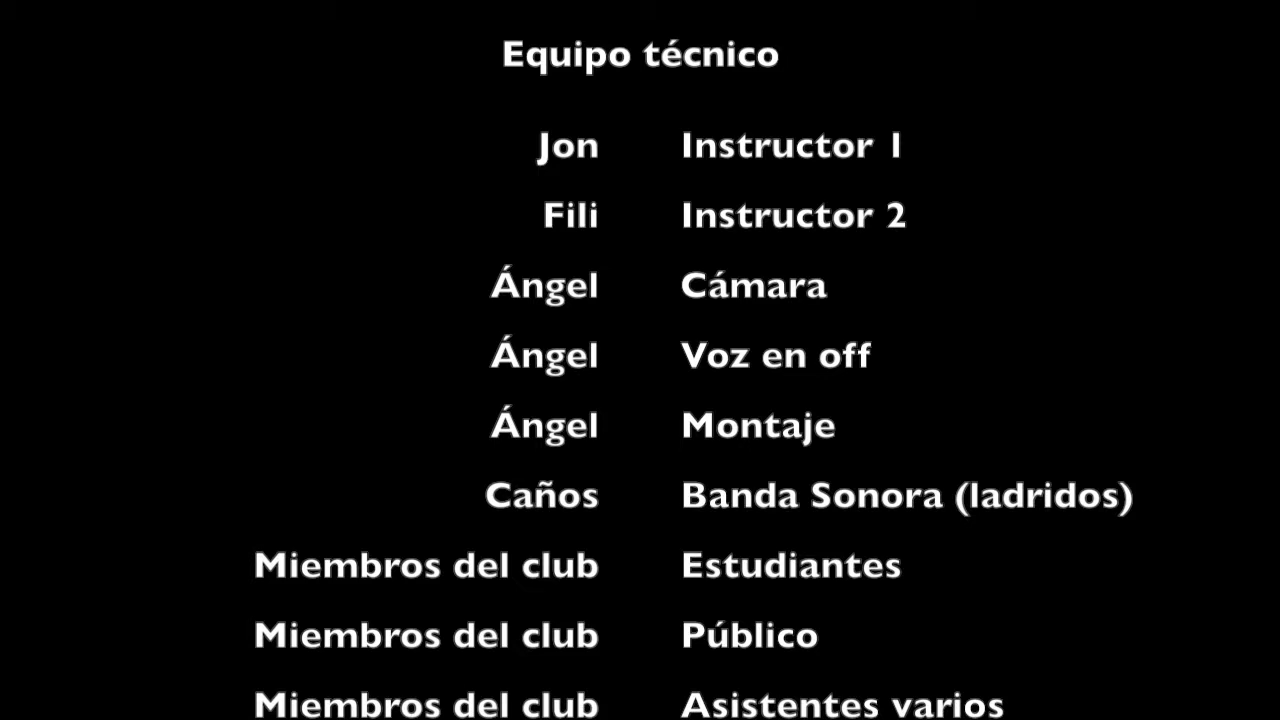 Equipo técnico
Jon Instructor 1
Fili Instructor 2
Ángel Cámara
Ángel Voz en off
Ángel Montaje
Caños Banda Sonora (ladridos)
Miembros del club Estudiantes
Miembros del club Público
Miembros del club Asistentes varios